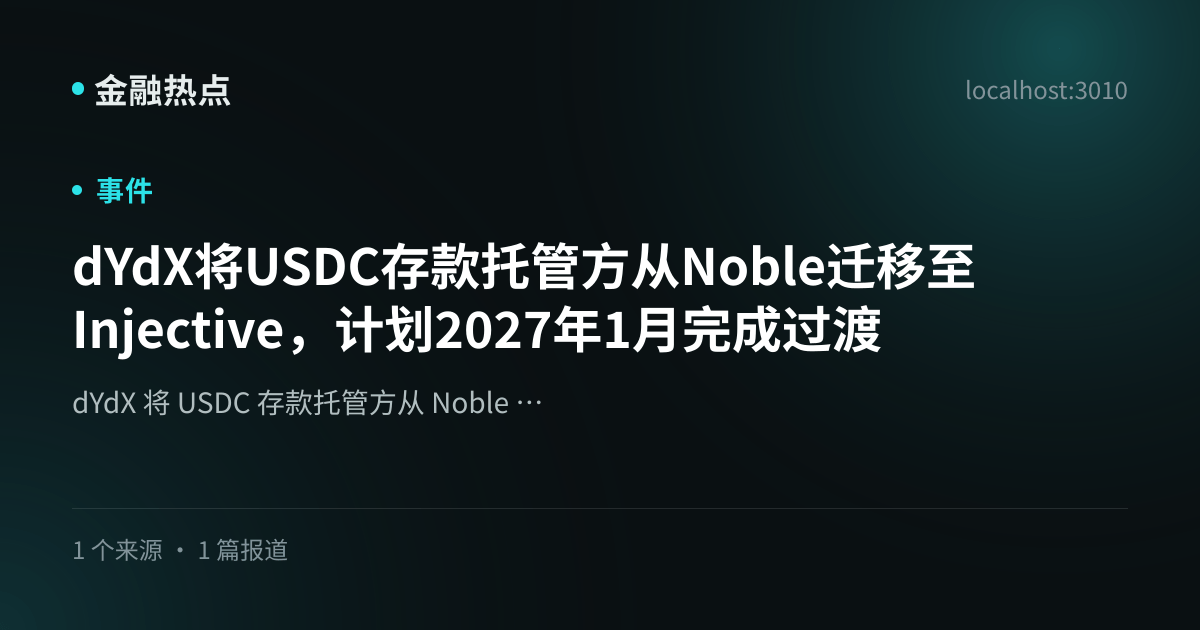 金融热点
localhost:3010
事件
dYdX将USDC存款托管方从Noble迁移至
Injective，计划2027年1月完成过渡
dYdX 将 USDC 存款托管方从 Noble …
1 个来源 · 1 篇报道